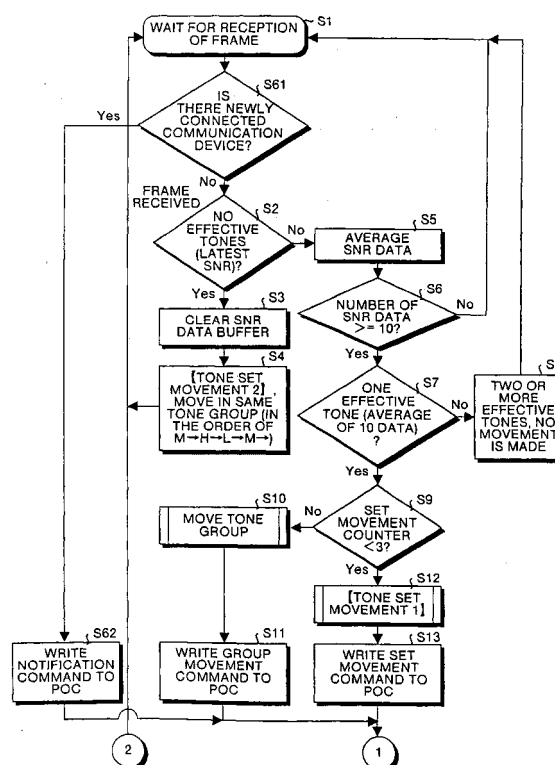 S1
WAIT FOR RECEPTION
OF FRAME
S61
IS
THERE NEWLY
CONNECTED
COMMUNICATION
DEVICE?
Yes
No
FRAME
RECEIVED
S2
NO
EFFECTIVE
TONES
(LATEST
SNR)?
No
Yes
S5
AVERAGE
SNR DATA
S6
NUMBER OF
SNR DATA
>= 10?
No
Yes
S3
CLEAR SNR
DATA BUFFER
S4
【TONE SET
MOVEMENT 2】,
MOVE IN SAME
TONE GROUP (IN
THE ORDER OF
M→H→L→M→)
S7
ONE
EFFECTIVE
TONE (AVERAGE
OF 10 DATA)
?
No
Yes
TWO OR
MORE
EFFECTIVE
TONES, NO
MOVEMENT
IS MADE
S9
SET
MOVEMENT
COUNTER
<3?
No
Yes
S10
MOVE TONE
GROUP
S12
【TONE SET
MOVEMENT 1】
S62
WRITE
NOTIFICATION
COMMAND TO
POC
S11
WRITE GROUP
MOVEMENT
COMMAND TO
POC
S13
WRITE SET
MOVEMENT
COMMAND TO
POC
2
1